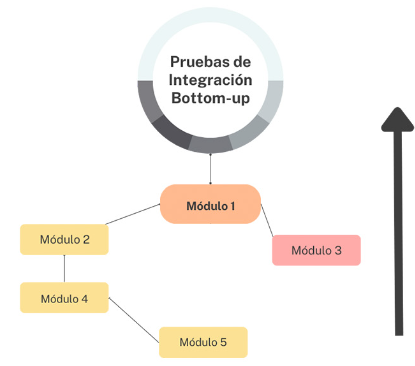 Pruebas de
Integración
Bottom-up
Módulo 1
Módulo 2
Módulo 3
Módulo 4
Módulo 5